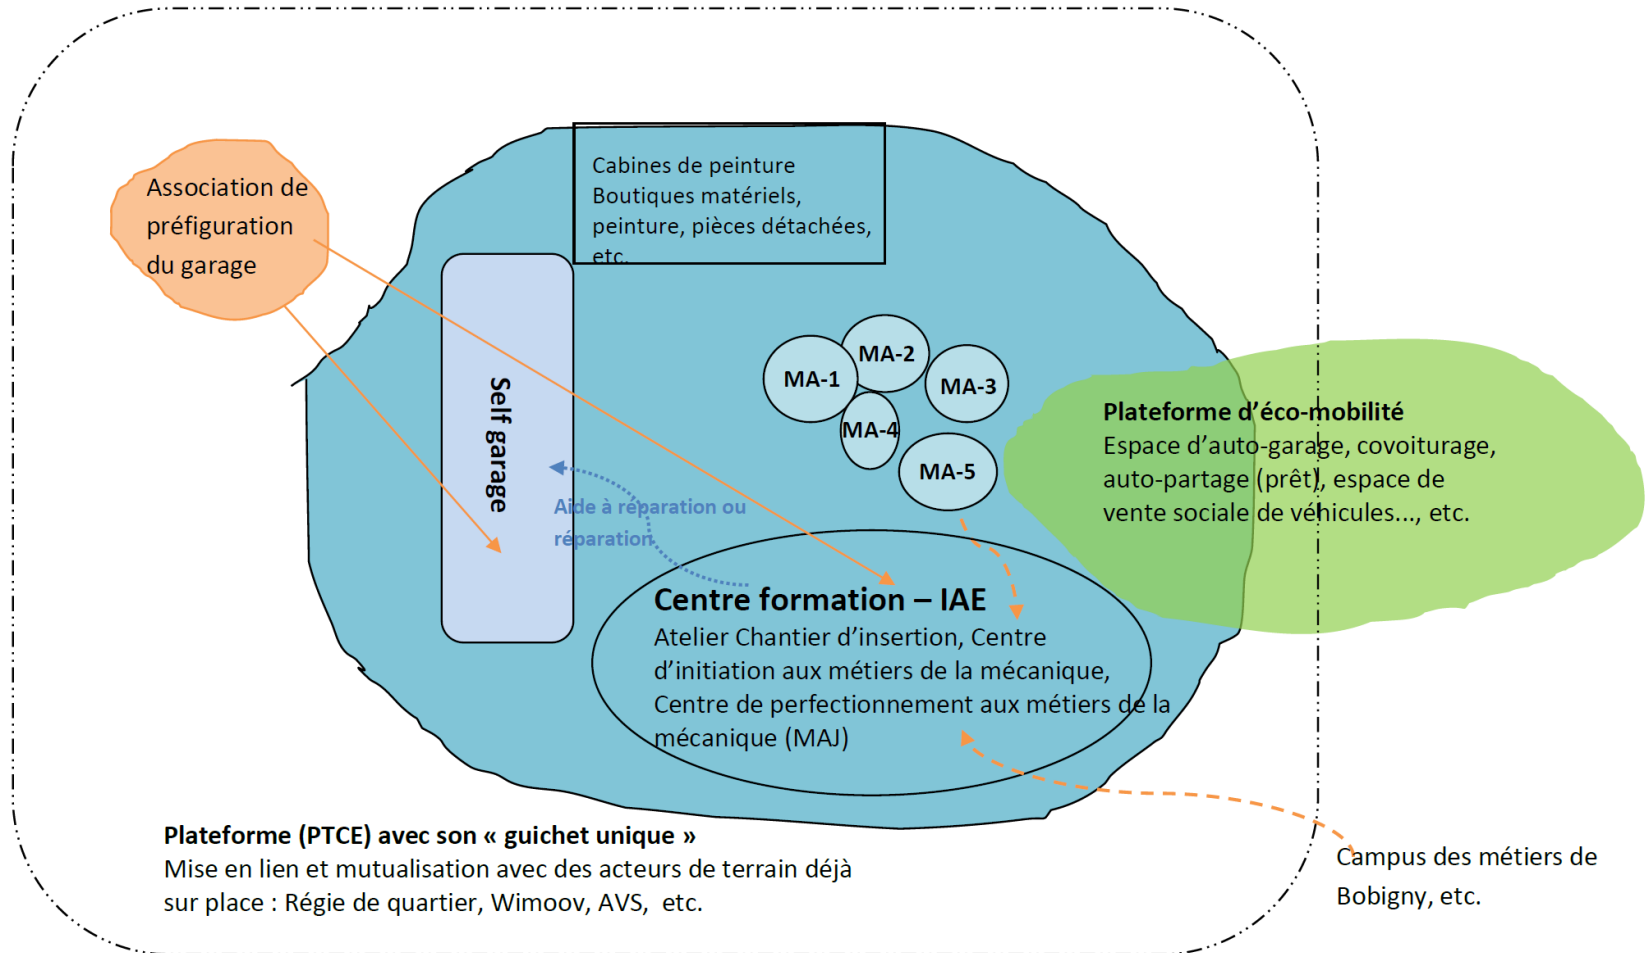 Cabines de peinture
Boutiques matériels,
peinture, pièces détachées,
etc.
Association de
préfiguration
du garage
Self garage
MA-1
MA-2
MA-3
MA-4
MA-5
Plateforme d’éco-mobilité
Espace d’auto-garage, covoiturage,
auto-partage (prêt), espace de
vente sociale de véhicules..., etc.
Aide à réparation ou
réparation
Centre formation – IAE
Atelier Chantier d’insertion, Centre
d’initiation aux métiers de la mécanique,
Centre de perfectionnement aux métiers de la
mécanique (MAJ)
Plateforme (PTCE) avec son « guichet unique »
Mise en lien et mutualisation avec des acteurs de terrain déjà
sur place : Régie de quartier, Wimoov, AVS, etc.
Campus des métiers de
Bobigny, etc.